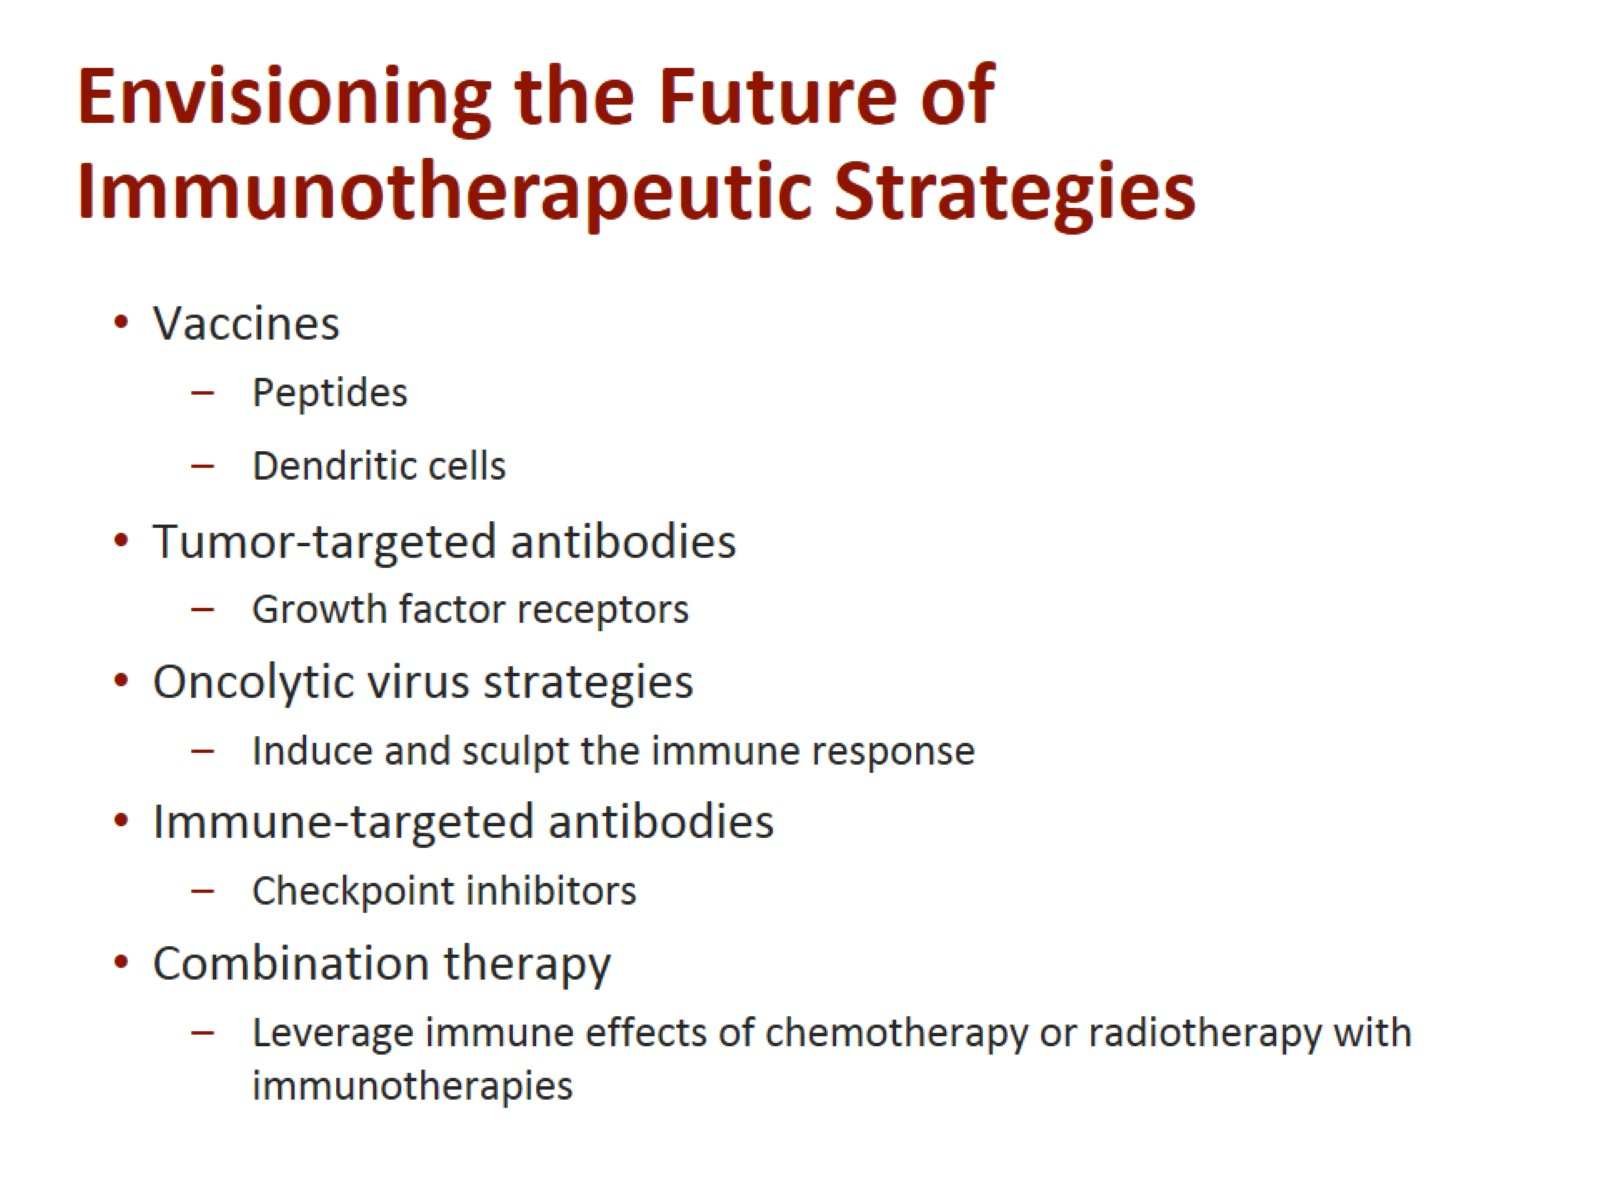 Envisioning the Future of
Immunotherapeutic Strategies
• Vaccines
– Peptides
– Dendritic cells
• Tumor-targeted antibodies
– Growth factor receptors
• Oncolytic virus strategies
– Induce and sculpt the immune response
• Immune-targeted antibodies
– Checkpoint inhibitors
• Combination therapy
– Leverage immune effects of chemotherapy or radiotherapy with
immunotherapies